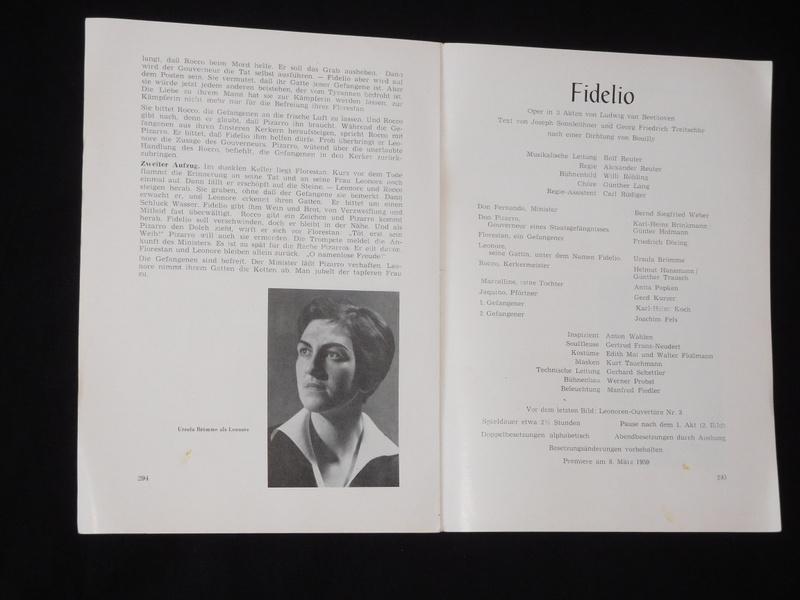 langt, daß Rocco beim Mord helfe. Er soll das Grab ausheben. Dann
wird der Gouverneur die Tat selbst ausführen. — Fidelio aber wird auf
dem Posten sein. Sie vermutet, daß ihr Gatte jener Gefangene ist. Aber
sie würde jetzt jedem anderen beistehen, der vom Tyrannen bedroht ist.
Die Liebe zu ihrem Mann hat sie zur Kämpferin werden lassen, zur
Kämpferin nicht mehr nur für die Befreiung ihrer Florestan.
Sie bittet Rocco, die Gefangenen an die frische Luft zu lassen. Und Rocco
gibt nach, denn er glaubt, daß Pizarro ihn braucht. Während die Ge-
fangenen aus ihren finsteren Kerkern heraufsteigen, spricht Rocco mit
Pizarro. Er bittet, daß Fidelio ihm helfen dürfe. Froh überbringt er Leo-
nore die Zusage des Gouverneurs. Pizarro, wütend über die unerlaubte
Handlung des Rocco, befiehlt, die Gefangenen in den Kerker zurück-
zubringen.
Zweiter Aufzug. Im dunklen Keller liegt Florestan. Kurz vor dem Tode
flammt die Erinnerung an seine Tat und an seine Frau Leonore noch
einmal auf. Dann fällt er erschöpft auf die Steine. — Leonore und Rocco
steigen herab. Sie graben, ohne daß der Gefangene sie bemerkt. Dann
erwacht er, und Leonore erkennt ihren Gatten. Er bittet um einen
Schluck Wasser. Fidelio gibt ihm Wein und Brot, von Verzweiflung und
Mitleid fast überwältigt. Rocco gibt ein Zeichen und Pizarro kommt
herab. Fidelio soll verschwinden, doch er bleibt in der Nähe. Und als
Pizarro den Dolch zieht, wirft er sich vor Florestan. „Töt erst sein
Weib!“ Pizarro will auch sie ermorden. Die Trompete meldet die An-
kunft des Ministers. Es ist zu spät für die Rache Pizarros. Er eilt davon.
Florestan und Leonore bleiben allein zurück. „O namenlose Freude!“
Die Gefangenen sind befreit. Der Minister läßt Pizarro verhaften. Leo-
nore nimmt ihrem Gatten die Ketten ab. Man jubelt der tapferen Frau
zu.
Ursula Brömme als Leonore
294
Fidelio
Oper in 3 Akten von Ludwig van Beethoven
Text von Joseph Sonnleithner und Georg Friedrich Treitschke
nach einer Dichtung von Bouilly
Musikalische Leitung Rolf Reuter
Regie Alexander Reuter
Bühnenbild Willi Röhling
Chöre Günther Lang
Regie-Assistent Carl Rüdiger
Don Fernando, Minister Bernd Siegfried Weber
Don Pizarro,
Gouverneur eines Staatsgefängnisses Karl-Heinz Brinkmann
Günter Hofmann
Florestan, ein Gefangener Friedrich Döring
Leonore,
seine Gattin, unter dem Namen Fidelio Ursula Brömme
Rocco, Kerkermeister Helmut Hansmann /
Günther Trausch
Marcelline, seine Tochter Anita Popken
Jaquino, Pförtner Gerd Kurzer
1. Gefangener Karl-Heinz Koch
2. Gefangener Joachim Fels
Inspizient Anton Wahlen
Souffleuse Gertrud Franz-Neudert
Kostüme Edith Mai und Walter Fläßmann
Masken Kurt Tauchmann
Technische Leitung Gerhard Schettler
Bühnenbau Werner Probst
Beleuchtung Manfred Fiedler
Vor dem letzten Bild: Leonoren-Ouvertüre Nr. 3
Spieldauer etwa 2½ Stunden Pause nach dem 1. Akt (2. Bild)
Doppelbesetzungen alphabetisch Abendbesetzungen durch Aushang
Besetzungsänderungen vorbehalten
Premiere am 8. März 1959